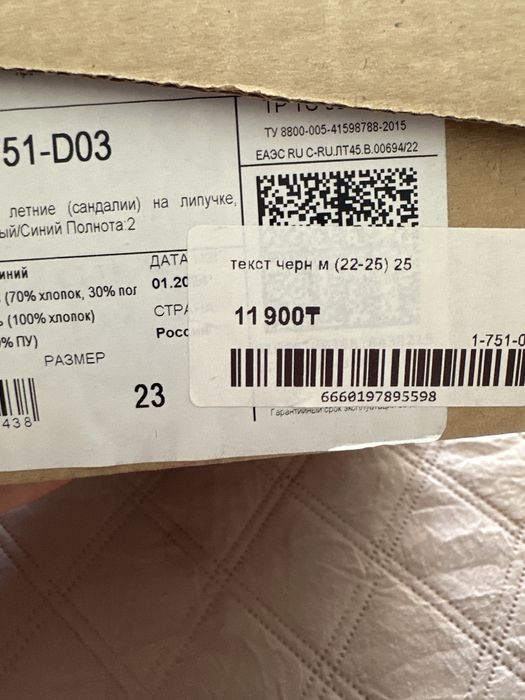 ТУ 8800-005-41598788-2015
ЕАЭС RU C-RU.ЛТ45.В.00694/22
51-D03
летние (сандалии) на липучке,
ый/Синий Полнота:2
иний
(70% хлопок, 30% пол
ь (100% хлопок)
% ПУ)
ДАТА
01.20
СТРА
Росс
РАЗМЕР
23
438
текст черн м (22-25) 25
11 900₸
1-751-0
6660197895598
Гарантийный срок эксплуатации